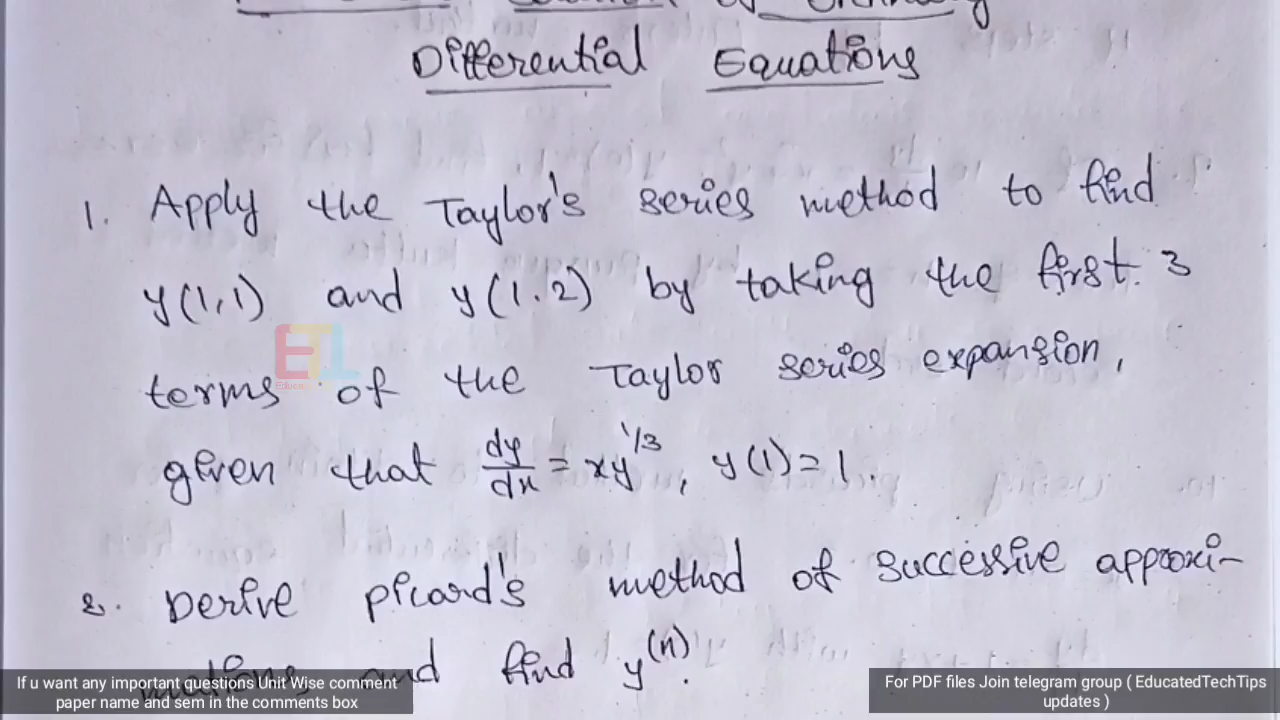 Differential Equations
1. Apply the Taylor's series method to find
y(1.1) and y(1.2) by taking the first 3
terms of the Taylor series expansion,
given that dy/dx = xy^1/3, y(1)=1.
2. Derive picard's method of successive approxi-
mations and find y^(n).
ETL
Educa
If u want any important questions Unit Wise comment
paper name and sem in the comments box
For PDF files Join telegram group ( EducatedTechTips
updates )